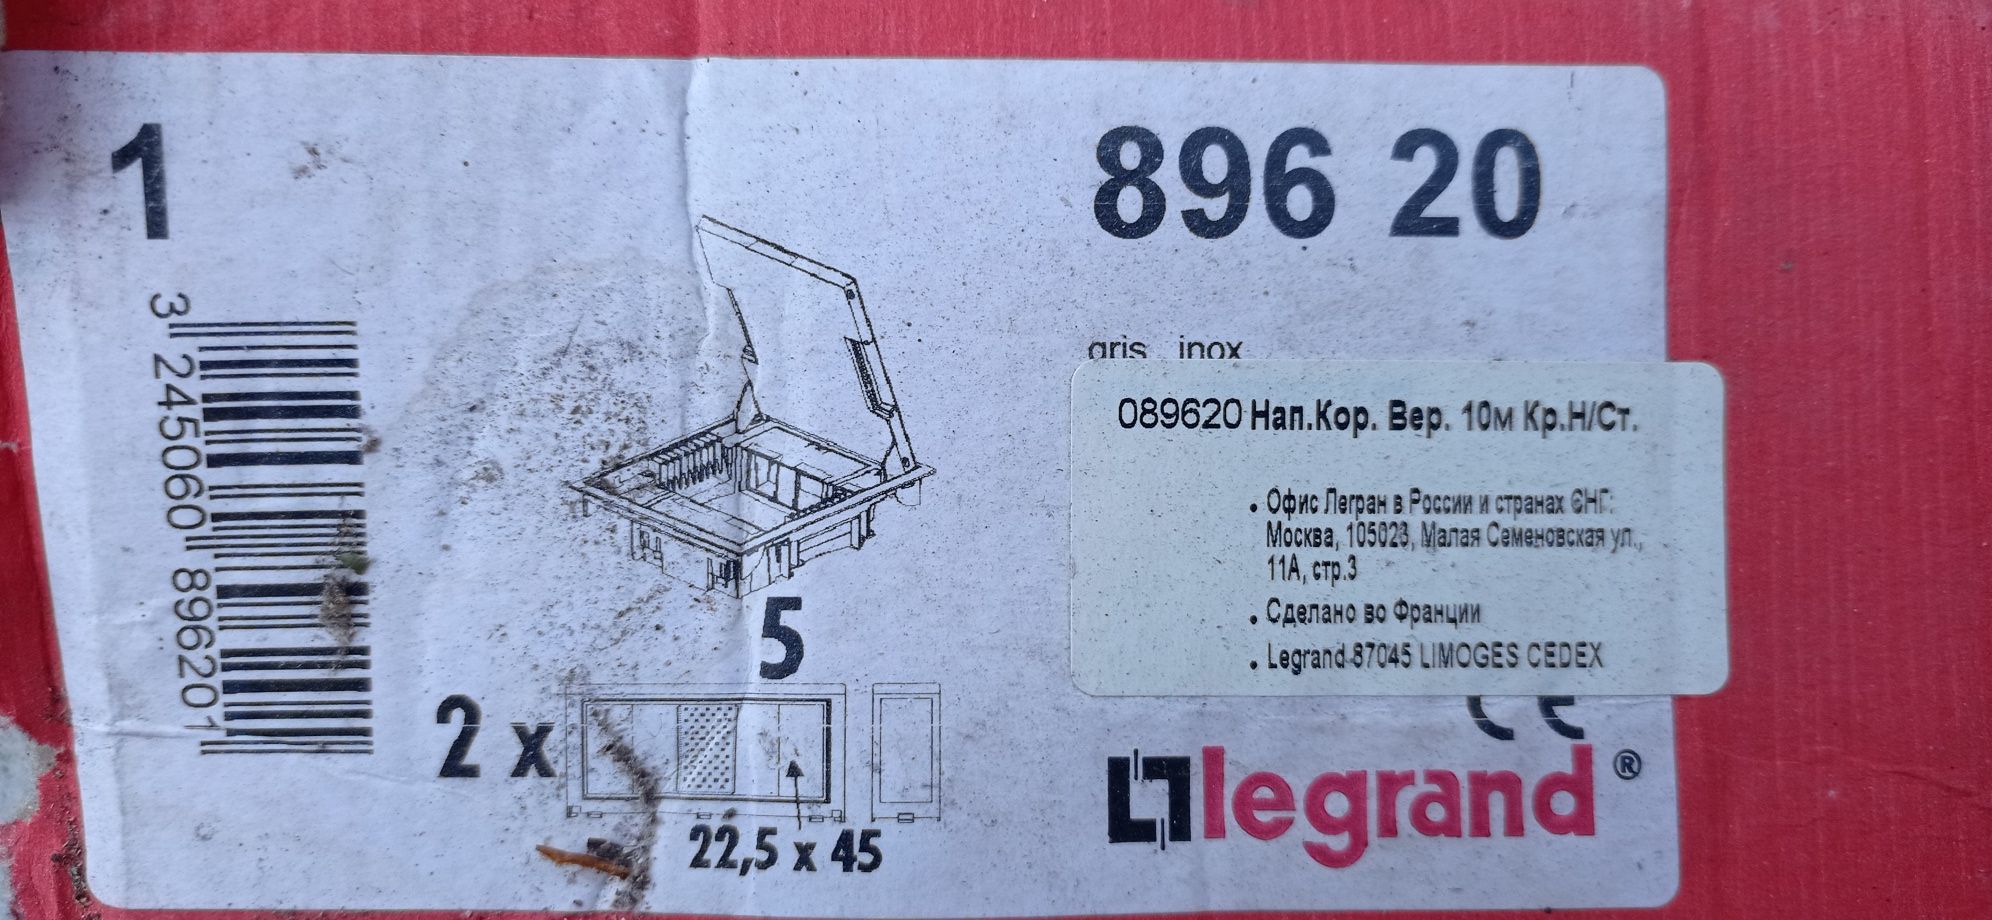 1
896 20
3 245060 896201
gris inox
089620 Нап.Кор. Вер. 10м Кр.Н/Ст.
• Офис Легран в России и странах СНГ:
Москва, 105023, Малая Семеновская ул.,
11А, стр.3
• Сделано во Франции
• Legrand 87045 LIMOGES CEDEX
5
2 x
22,5 x 45
CE
legrand®